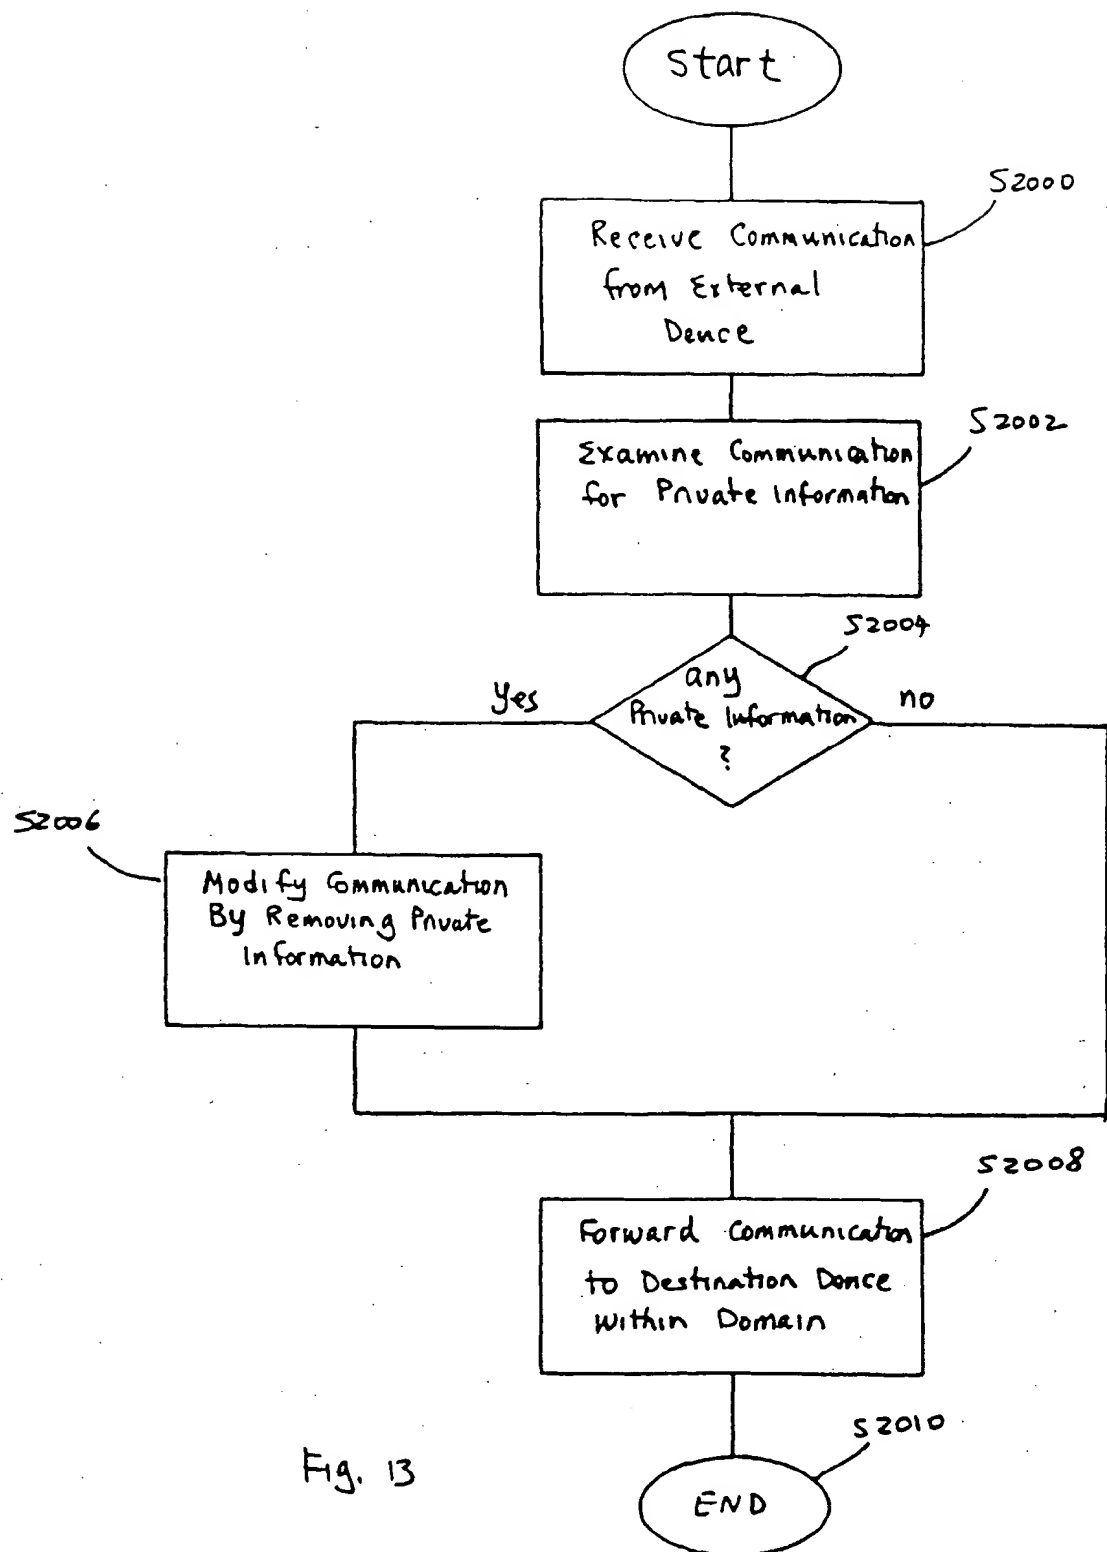 Start
S2000
Receive Communication
from External
Device
S2002
Examine Communication
for Private Information
S2004
any
Private Information
?
Yes
no
S2006
Modify Communication
By Removing Private
Information
S2008
Forward Communication
to Destination Device
Within Domain
S2010
END
Fig. 13